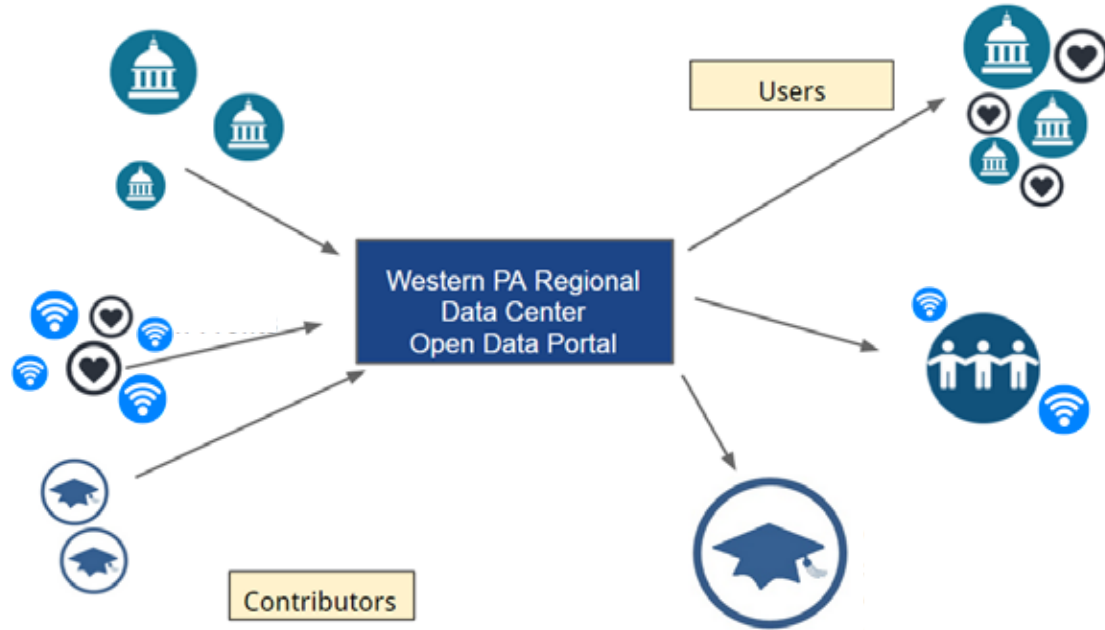 Users
Western PA Regional
Data Center
Open Data Portal
Contributors